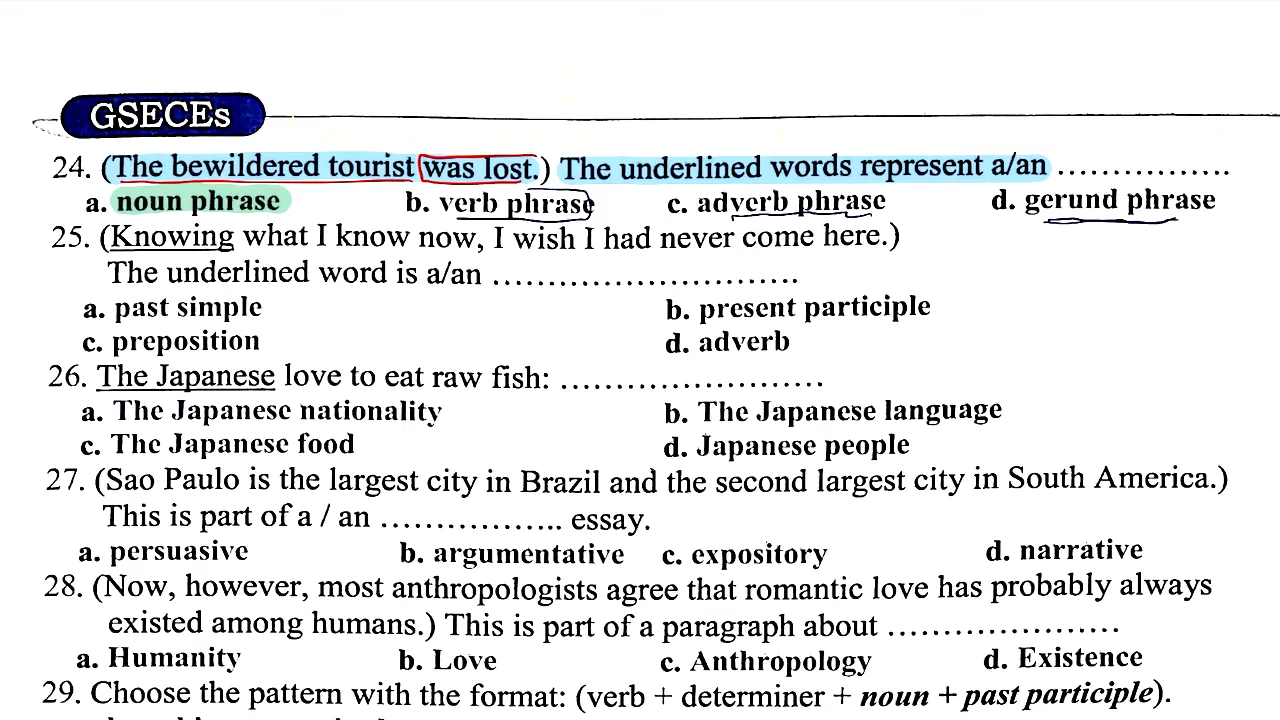 GSECEs
24. (The bewildered tourist was lost.) The underlined words represent a/an ................
a. noun phrase b. verb phrase c. adverb phrase d. gerund phrase
25. (Knowing what I know now, I wish I had never come here.)
The underlined word is a/an ............................
a. past simple b. present participle
c. preposition d. adverb
26. The Japanese love to eat raw fish: ........................
a. The Japanese nationality b. The Japanese language
c. The Japanese food d. Japanese people
27. (Sao Paulo is the largest city in Brazil and the second largest city in South America.)
This is part of a / an ................. essay.
a. persuasive b. argumentative c. expository d. narrative
28. (Now, however, most anthropologists agree that romantic love has probably always
existed among humans.) This is part of a paragraph about .....................
a. Humanity b. Love c. Anthropology d. Existence
29. Choose the pattern with the format: (verb + determiner + noun + past participle).